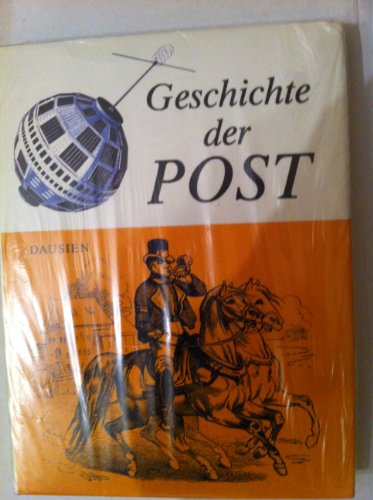 Geschichte
der
POST
DAUSIEN